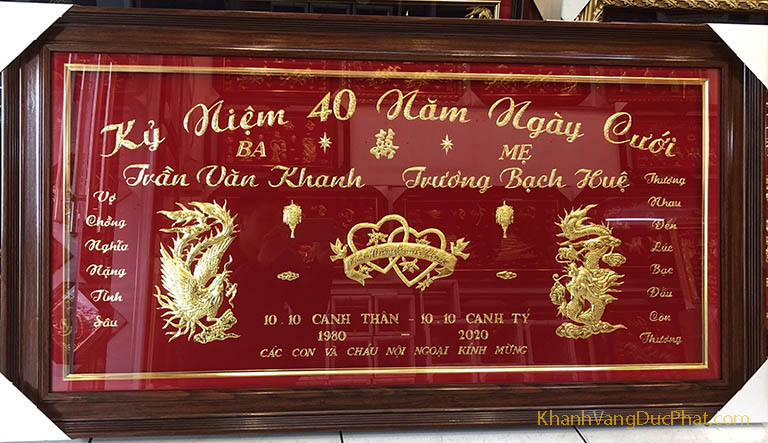 Kỷ Niệm 40 Năm Ngày Cưới
BA 囍 MẸ
Trần Văn Khanh Trương Bạch Huệ
Vợ
Chồng
Nghĩa
Nặng
Tình
Sâu
Thương
Nhau
Đến
Lúc
Bạc
Đầu
Còn
Thương
10.10 CANH THÂN - 10.10 CANH TÝ
1980 – 2020
CÁC CON VÀ CHÁU NỘI NGOẠI KÍNH MỪNG
KhanhVangDucPhat.com